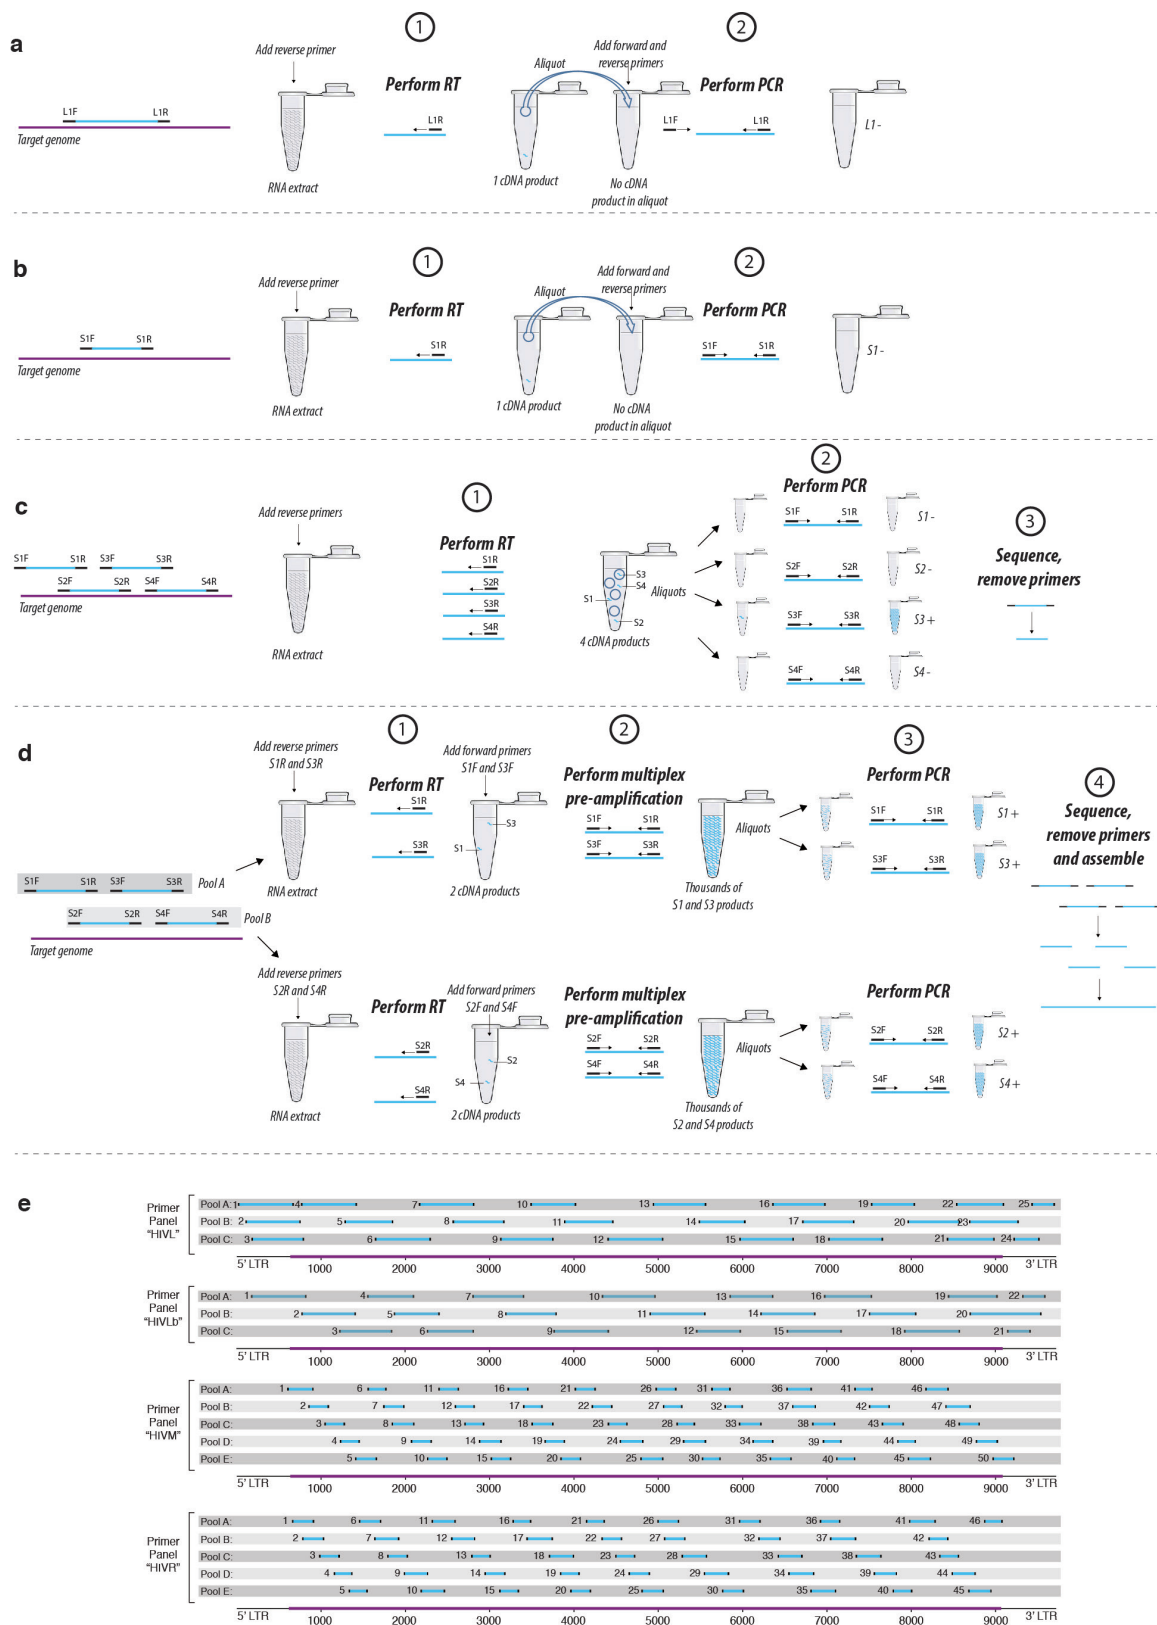 a
1
2
Add reverse primer
Perform RT
Aliquot
Add forward and
reverse primers
Perform PCR
L1F
L1R
Target genome
L1R
L1F
L1R
L1-
RNA extract
1 cDNA product
No cDNA
product in aliquot
b
1
2
Add reverse primer
Perform RT
Aliquot
Add forward and
reverse primers
Perform PCR
S1F
S1R
Target genome
S1R
S1F
S1R
S1-
RNA extract
1 cDNA product
No cDNA
product in aliquot
c
1
2
3
Add reverse primers
Perform RT
Perform PCR
Sequence,
remove primers
S1F
S1R
S3F
S3R
S2F
S2R
S4F
S4R
Target genome
RNA extract
S1R
S2R
S3R
S4R
S3
S4
S1
S2
4 cDNA products
Aliquots
S1F
S1R
S1-
S2F
S2R
S2-
S3F
S3R
S3+
S4F
S4R
S4-
d
1
2
3
4
Add reverse primers
S1R and S3R
Perform RT
Add forward primers
S1F and S3F
Perform multiplex
pre-amplification
Perform PCR
Sequence,
remove primers
and assemble
S1F
S1R
S3F
S3R
Pool A
S2F
S2R
S4F
S4R
Pool B
Target genome
RNA extract
S1R
S3R
S3
S1
2 cDNA products
S1F
S1R
S3F
S3R
Thousands of
S1 and S3 products
Aliquots
S1F
S1R
S1+
S3F
S3R
S3+
Add reverse primers
S2R and S4R
Perform RT
Add forward primers
S2F and S4F
Perform multiplex
pre-amplification
Perform PCR
RNA extract
S2R
S4R
S2
S4
2 cDNA products
S2F
S2R
S4F
S4R
Thousands of
S2 and S4 products
Aliquots
S2F
S2R
S2+
S4F
S4R
S4+
e
Primer
Panel
"HIVL"
Pool A: 1 4 7 10 13 16 19 22 25
Pool B: 2 5 8 11 14 17 20 23
Pool C: 3 6 9 12 15 18 21 24
5' LTR 1000 2000 3000 4000 5000 6000 7000 8000 9000 3' LTR
Primer
Panel
"HIVLb"
Pool A: 1 4 7 10 13 16 19 22
Pool B: 2 5 8 11 14 17 20
Pool C: 3 6 9 12 15 18 21
5' LTR 1000 2000 3000 4000 5000 6000 7000 8000 9000 3' LTR
Primer
Panel
"HIVM"
Pool A: 1 6 11 16 21 26 31 36 41 46
Pool B: 2 7 12 17 22 27 32 37 42 47
Pool C: 3 8 13 18 23 28 33 38 43 48
Pool D: 4 9 14 19 24 29 34 39 44 49
Pool E: 5 10 15 20 25 30 35 40 45 50
5' LTR 1000 2000 3000 4000 5000 6000 7000 8000 9000 3' LTR
Primer
Panel
"HIVR"
Pool A: 1 6 11 16 21 26 31 36 41 46
Pool B: 2 7 12 17 22 27 32 37 42
Pool C: 3 8 13 18 23 28 33 38 43
Pool D: 4 9 14 19 24 29 34 39 44
Pool E: 5 10 15 20 25 30 35 40 45
5' LTR 1000 2000 3000 4000 5000 6000 7000 8000 9000 3' LTR